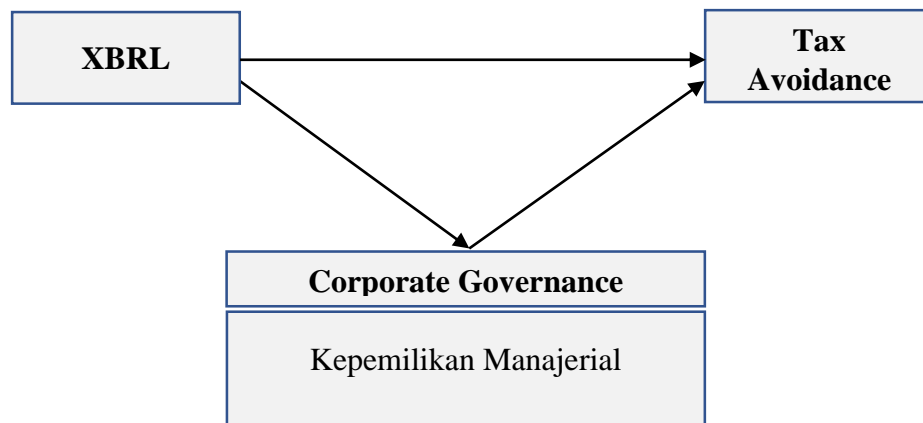 XBRL
Tax
Avoidance
Corporate Governance
Kepemilikan Manajerial